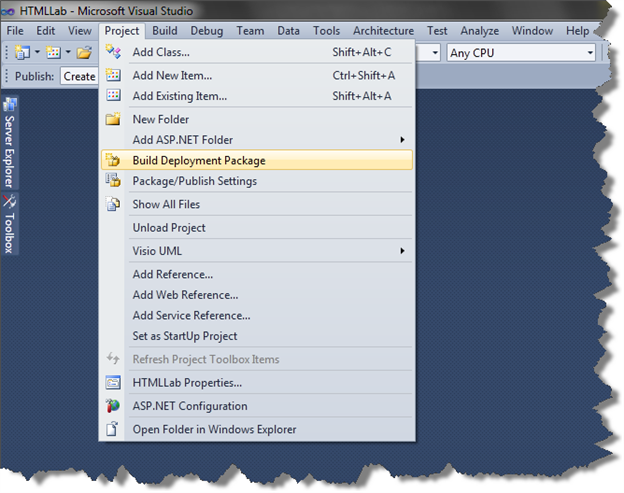 HTMLLab - Microsoft Visual Studio
File Edit View Project Build Debug Team Data Tools Architecture Test Analyze Window Help
Any CPU
Publish: Create
Server Explorer
Toolbox
Add Class... Shift+Alt+C
Add New Item... Ctrl+Shift+A
Add Existing Item... Shift+Alt+A
New Folder
Add ASP.NET Folder
Build Deployment Package
Package/Publish Settings
Show All Files
Unload Project
Visio UML
Add Reference...
Add Web Reference...
Add Service Reference...
Set as StartUp Project
Refresh Project Toolbox Items
HTMLLab Properties...
ASP.NET Configuration
Open Folder in Windows Explorer